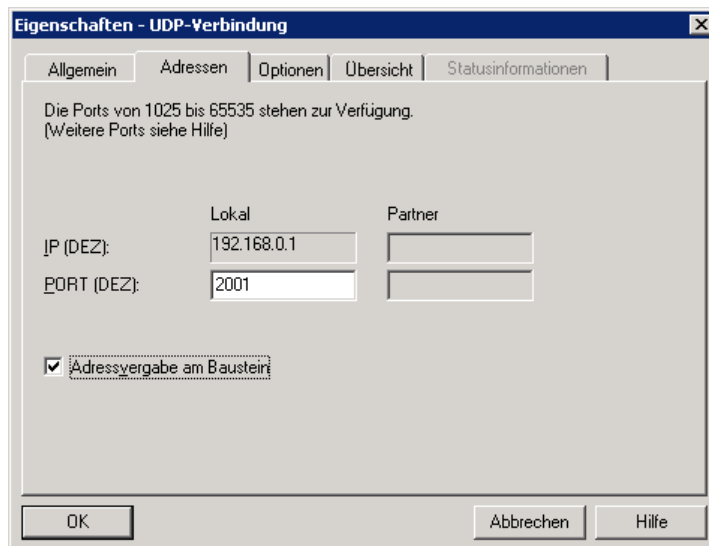 Eigenschaften - UDP-Verbindung
Allgemein Adressen Optionen Übersicht Statusinformationen
Die Ports von 1025 bis 65535 stehen zur Verfügung.
(Weitere Ports siehe Hilfe)
Lokal Partner
IP (DEZ): 192.168.0.1
PORT (DEZ): 2001
Adressvergabe am Baustein
OK Abbrechen Hilfe